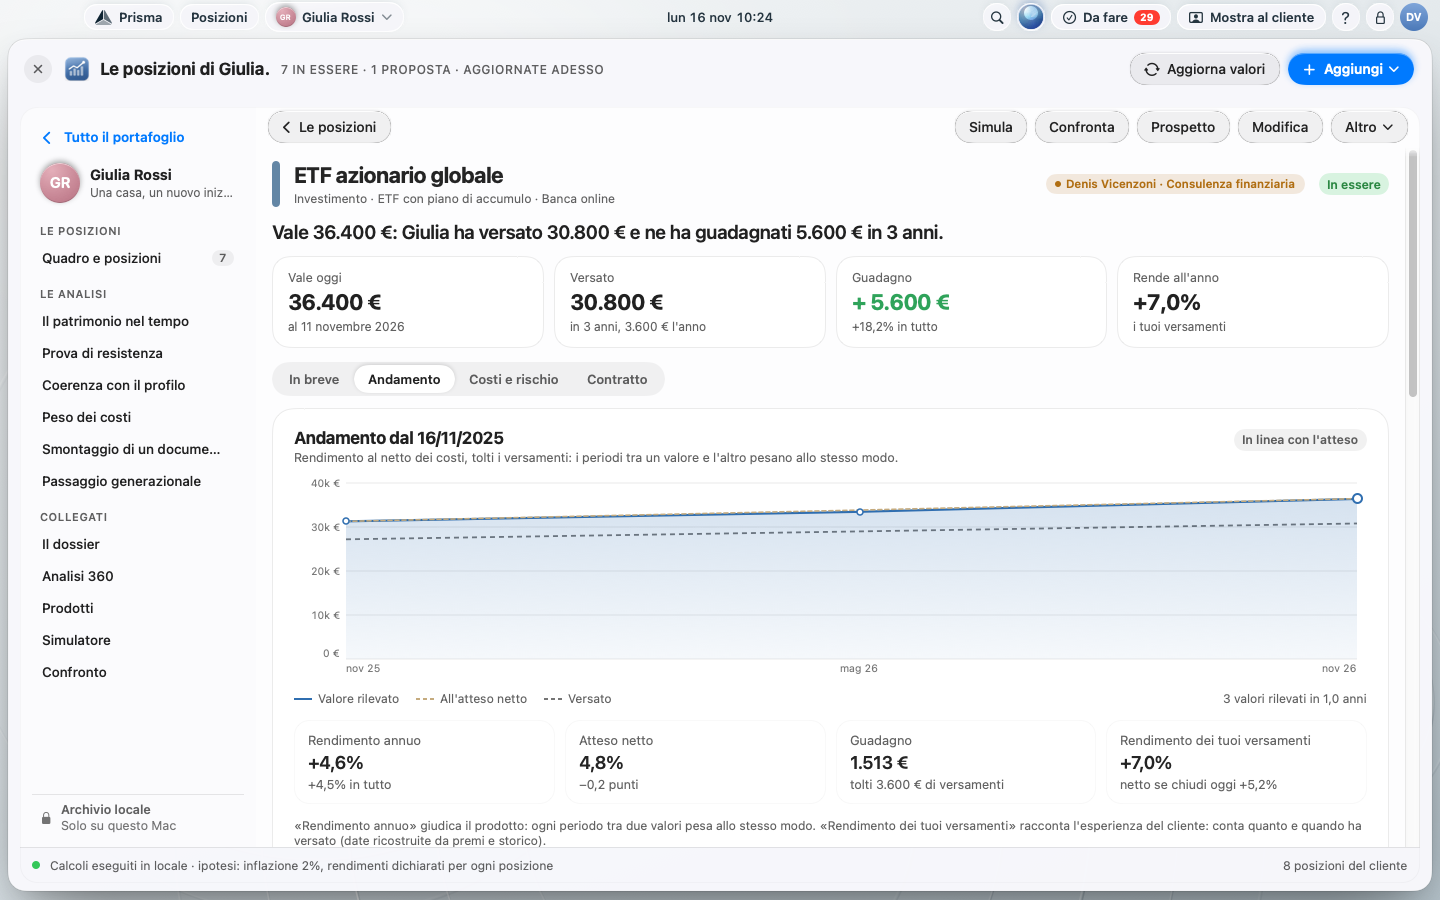 Prisma
Posizioni
GR Giulia Rossi
lun 16 nov 10:24
Da fare 29
Mostra al cliente
?
DV
Le posizioni di Giulia.
7 IN ESSERE · 1 PROPOSTA · AGGIORNATE ADESSO
Aggiorna valori
+ Aggiungi
Tutto il portafoglio
GR
Giulia Rossi
Una casa, un nuovo iniz...
LE POSIZIONI
Quadro e posizioni 7
LE ANALISI
Il patrimonio nel tempo
Prova di resistenza
Coerenza con il profilo
Peso dei costi
Smontaggio di un docume...
Passaggio generazionale
COLLEGATI
Il dossier
Analisi 360
Prodotti
Simulatore
Confronto
Archivio locale
Solo su questo Mac
Le posizioni
Simula
Confronta
Prospetto
Modifica
Altro
ETF azionario globale
Investimento · ETF con piano di accumulo · Banca online
Denis Vicenzoni · Consulenza finanziaria
In essere
Vale 36.400 €: Giulia ha versato 30.800 € e ne ha guadagnati 5.600 € in 3 anni.
Vale oggi
36.400 €
al 11 novembre 2026
Versato
30.800 €
in 3 anni, 3.600 € l'anno
Guadagno
+ 5.600 €
+18,2% in tutto
Rende all'anno
+7,0%
i tuoi versamenti
In breve
Andamento
Costi e rischio
Contratto
Andamento dal 16/11/2025
In linea con l'atteso
Rendimento al netto dei costi, tolti i versamenti: i periodi tra un valore e l'altro pesano allo stesso modo.
40k €
30k €
20k €
10k €
0 €
nov 25
mag 26
nov 26
Valore rilevato
All'atteso netto
Versato
3 valori rilevati in 1,0 anni
Rendimento annuo
+4,6%
+4,5% in tutto
Atteso netto
4,8%
−0,2 punti
Guadagno
1.513 €
tolti 3.600 € di versamenti
Rendimento dei tuoi versamenti
+7,0%
netto se chiudi oggi +5,2%
«Rendimento annuo» giudica il prodotto: ogni periodo tra due valori pesa allo stesso modo. «Rendimento dei tuoi versamenti» racconta l'esperienza del cliente: conta quanto e quando ha
versato (date ricostruite da premi e storico).
Calcoli eseguiti in locale · ipotesi: inflazione 2%, rendimenti dichiarati per ogni posizione
8 posizioni del cliente